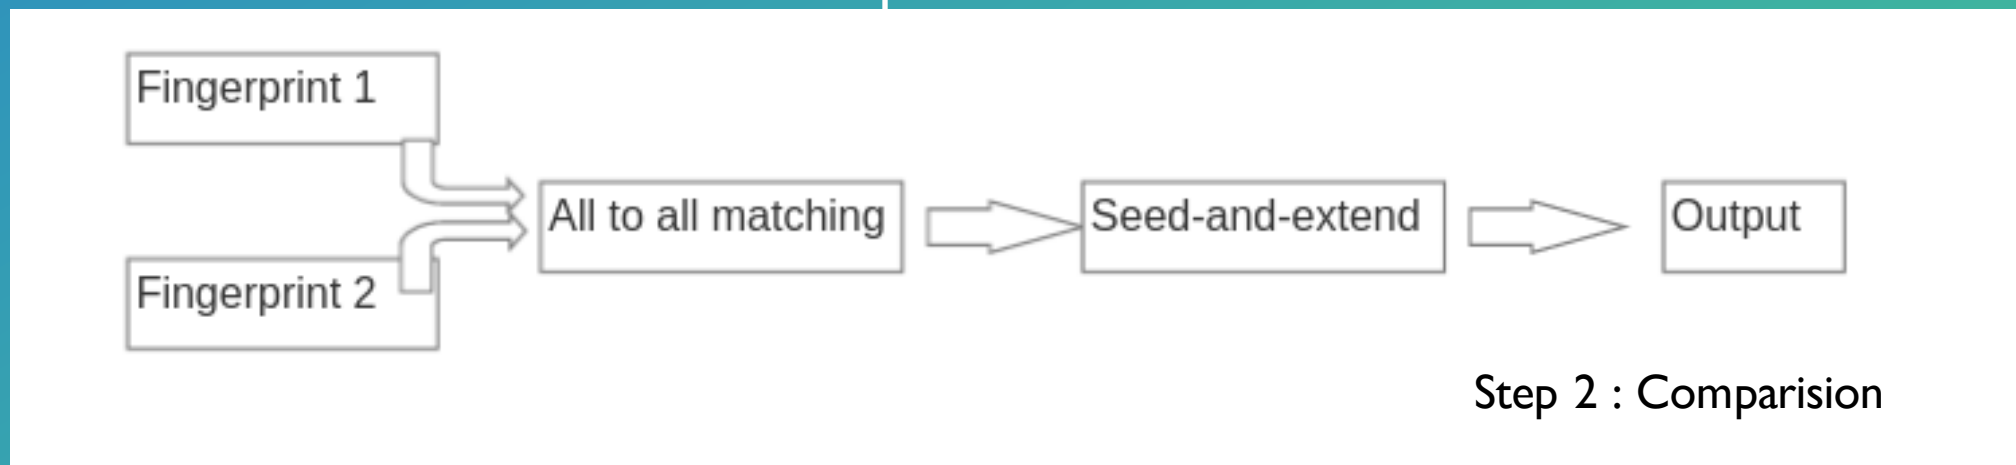 Fingerprint 1
Fingerprint 2
All to all matching
Seed-and-extend
Output
Step 2 : Comparision